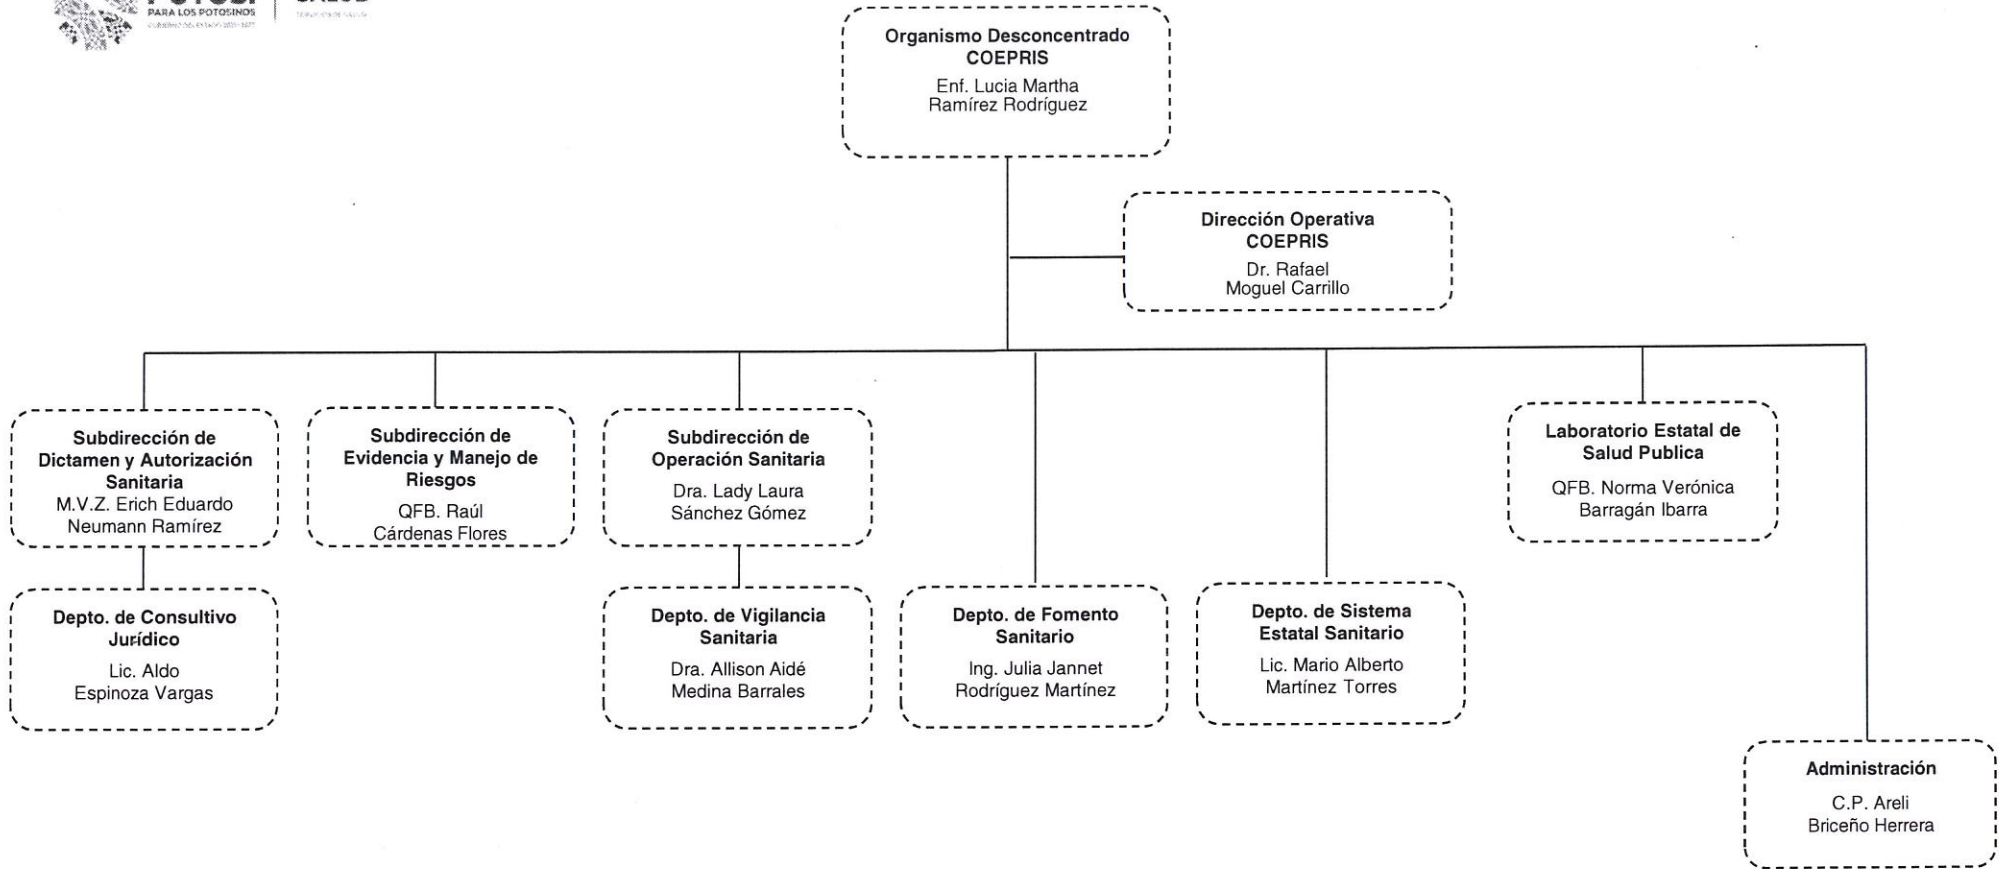 PARA LOS POTOSINOS
Organismo Desconcentrado
COEPRIS
Enf. Lucia Martha
Ramírez Rodríguez
Dirección Operativa
COEPRIS
Dr. Rafael
Moguel Carrillo
Subdirección de
Dictamen y Autorización
Sanitaria
M.V.Z. Erich Eduardo
Neumann Ramírez
Subdirección de
Evidencia y Manejo de
Riesgos
QFB. Raúl
Cárdenas Flores
Subdirección de
Operación Sanitaria
Dra. Lady Laura
Sánchez Gómez
Laboratorio Estatal de
Salud Publica
QFB. Norma Verónica
Barragán Ibarra
Depto. de Consultivo
Jurídico
Lic. Aldo
Espinoza Vargas
Depto. de Vigilancia
Sanitaria
Dra. Allison Aidé
Medina Barrales
Depto. de Fomento
Sanitario
Ing. Julia Jannet
Rodríguez Martínez
Depto. de Sistema
Estatal Sanitario
Lic. Mario Alberto
Martínez Torres
Administración
C.P. Areli
Briceño Herrera